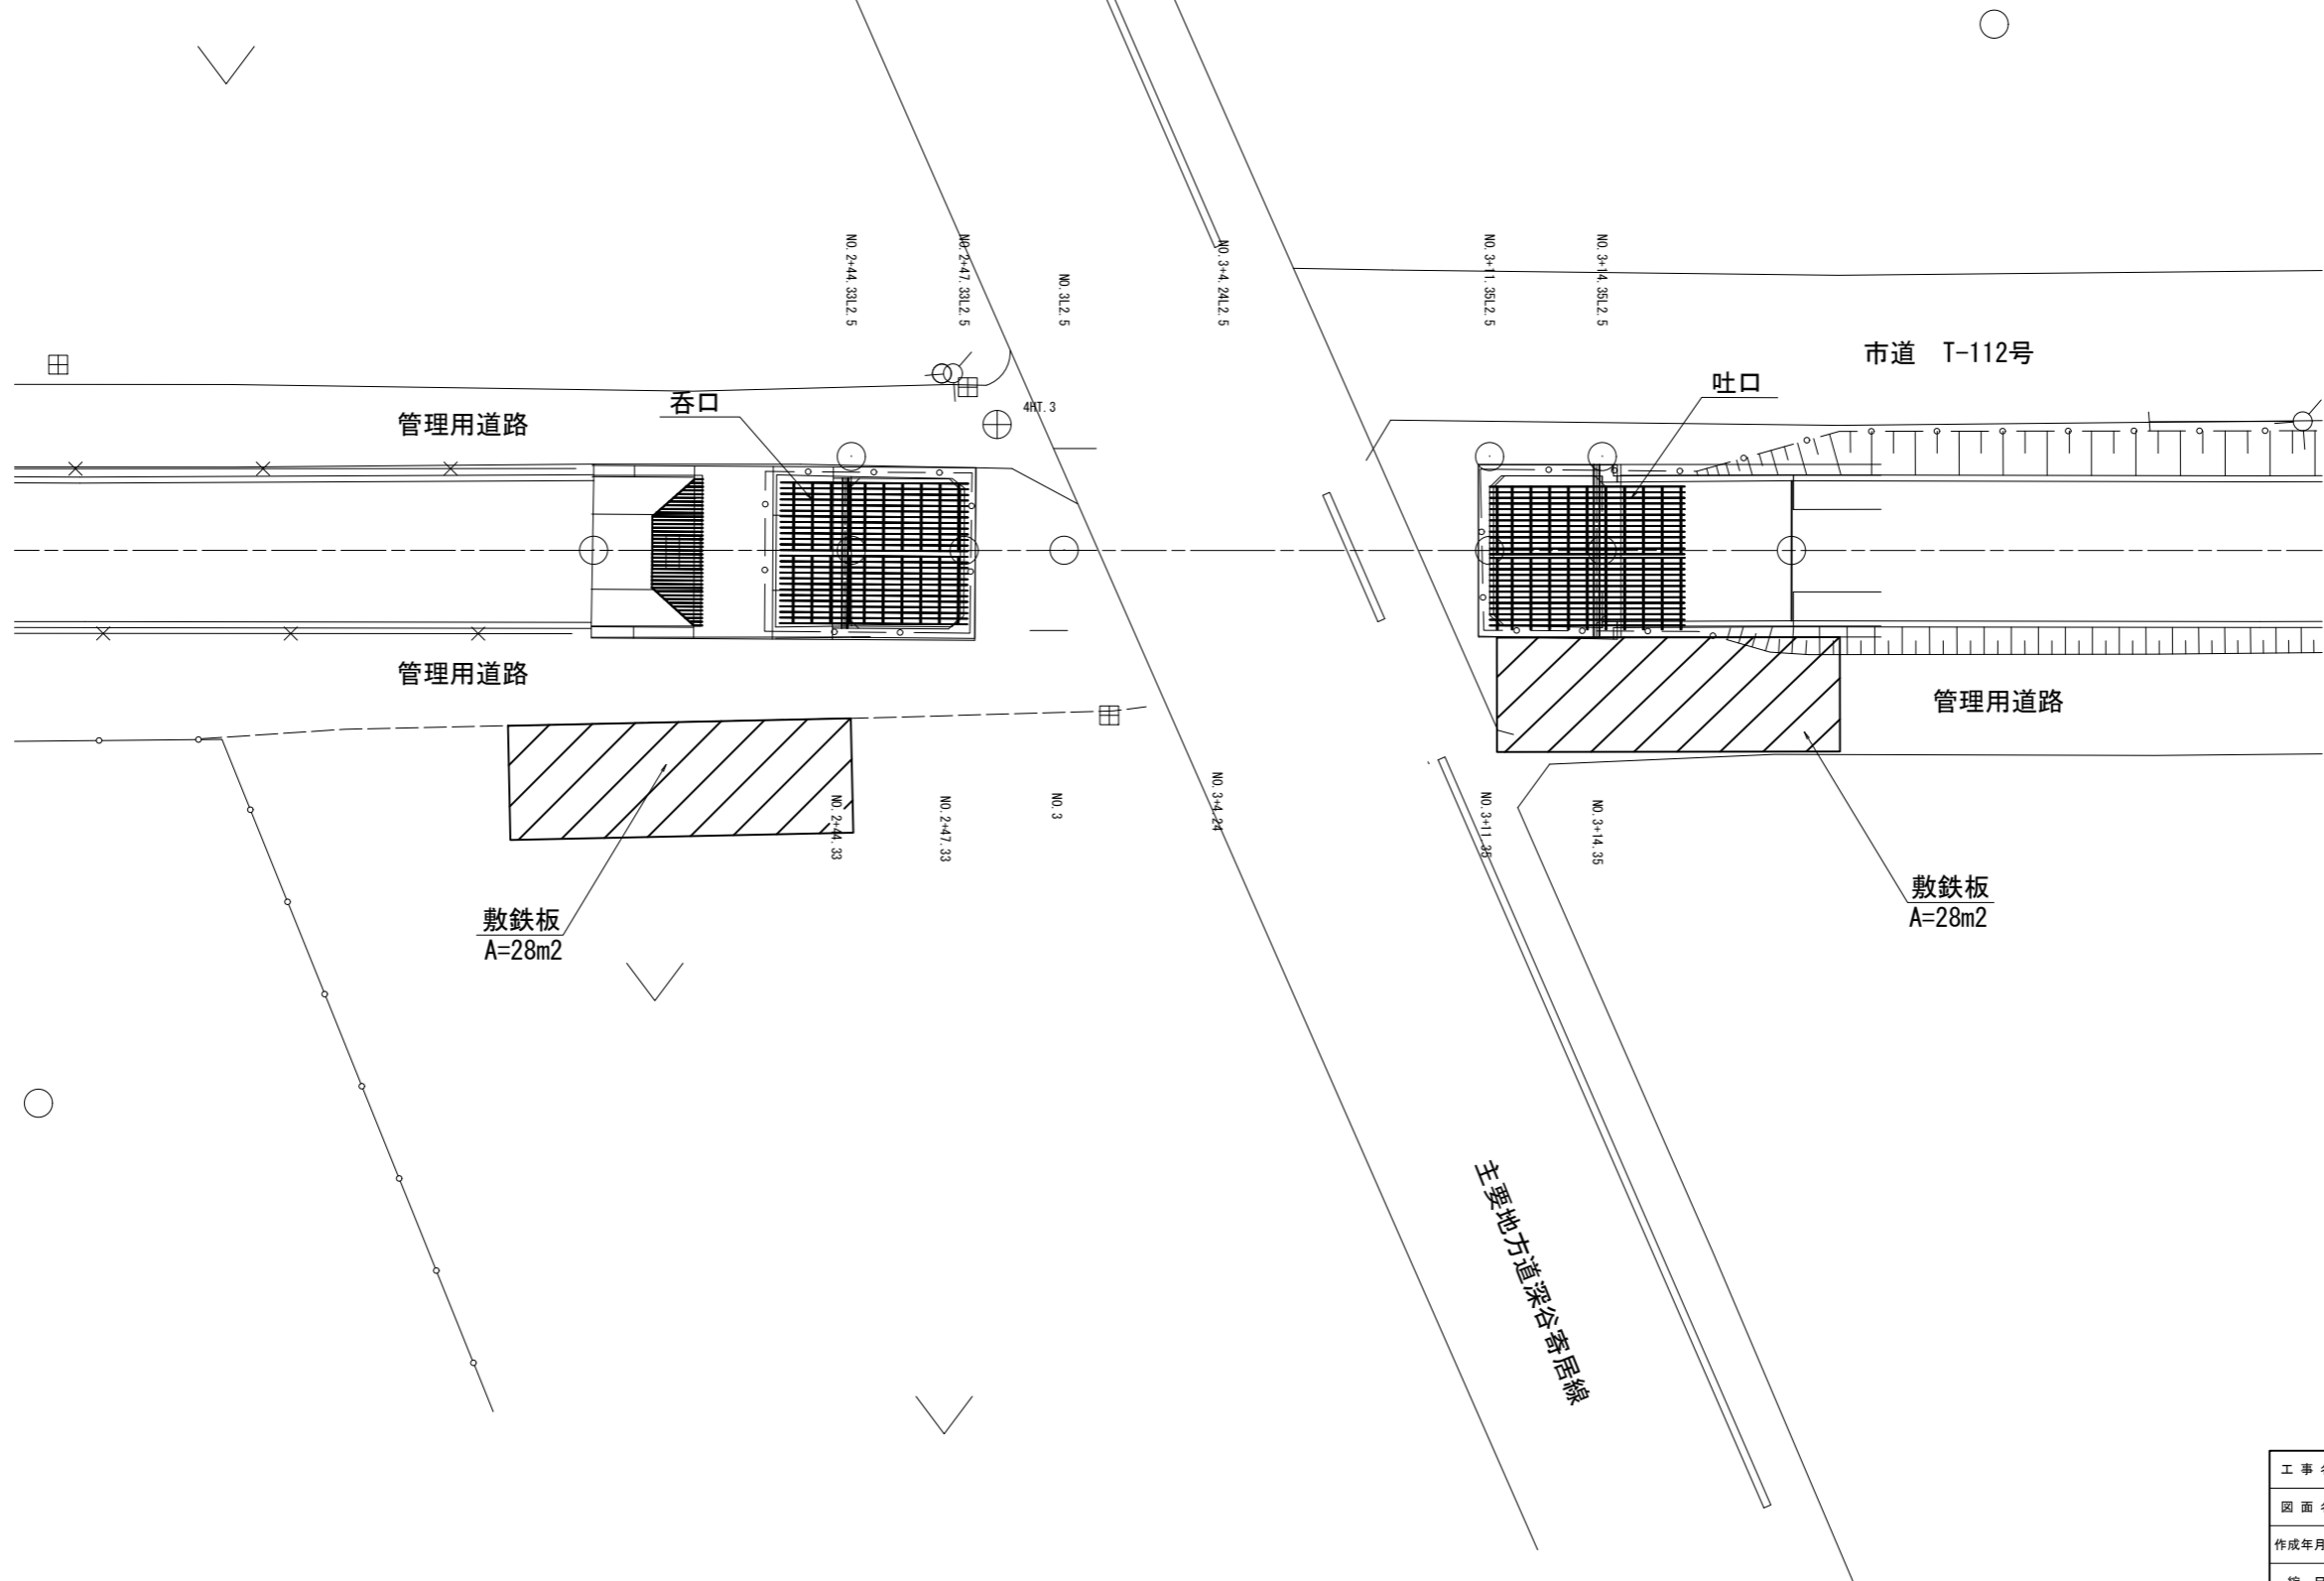 NO.2+44.33L2.5
NO.2+47.33L2.5
NO.3L2.5
NO.3+4.24L2.5
NO.3+11.35L2.5
NO.3+14.35L2.5
市道 T-112号
吐口
呑口
4HT.3
管理用道路
管理用道路
管理用道路
NO.2+44.33
NO.2+47.33
NO.3
NO.3+4.24
NO.3+11.35
NO.3+14.35
敷鉄板
A=28m2
敷鉄板
A=28m2
主要地方道深谷寄居線
工 事
図 面
作成年月